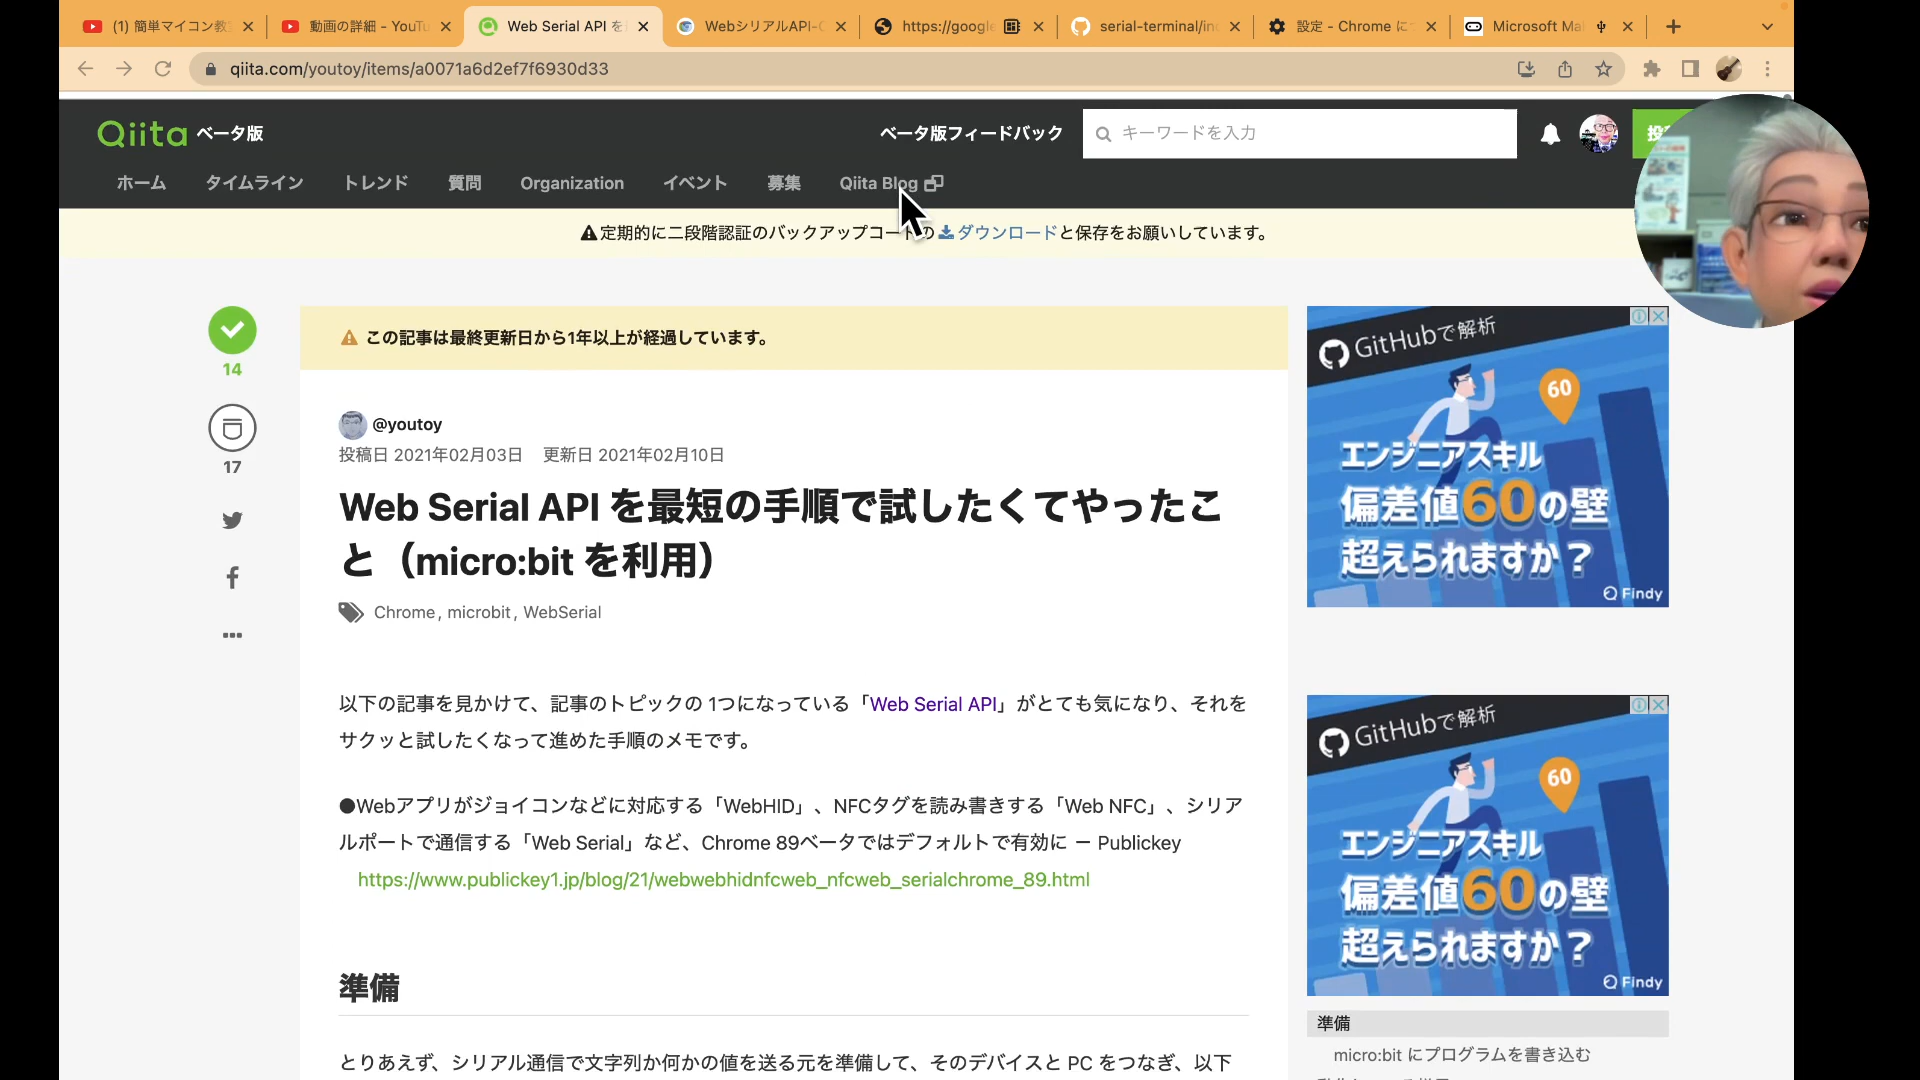 (1) 簡単マイコン教
動画の詳細 - YouTu
Web Serial API を
WebシリアルAPI-C
https://google
serial-terminal/in
設定 - Chrome に
Microsoft Ma
qiita.com/youtoy/items/a0071a6d2ef7f6930d33
Qiita ベータ版
ベータ版フィードバック
キーワードを入力
ホーム タイムライン トレンド 質問 Organization イベント 募集 Qiita Blog
定期的に二段階認証のバックアップコードの ダウンロードと保存をお願いしています。
この記事は最終更新日から1年以上が経過しています。
14
17
@youtoy
投稿日 2021年02月03日 更新日 2021年02月10日
Web Serial API を最短の手順で試したくてやったこ
と（micro:bit を利用）
Chrome, microbit, WebSerial
以下の記事を見かけて、記事のトピックの 1つになっている「Web Serial API」がとても気になり、それを
サクッと試したくなって進めた手順のメモです。
●Webアプリがジョイコンなどに対応する「WebHID」、NFCタグを読み書きする「Web NFC」、シリア
ルポートで通信する「Web Serial」など、Chrome 89ベータではデフォルトで有効に － Publickey
https://www.publickey1.jp/blog/21/webwebhidnfcweb_nfcweb_serialchrome_89.html
準備
とりあえず、シリアル通信で文字列か何かの値を送る元を準備して、そのデバイスと PC をつなぎ、以下
GitHubで解析
60
エンジニアスキル
偏差値60の壁
超えられますか？
Findy
GitHubで解析
60
エンジニアスキル
偏差値60の壁
超えられますか？
Findy
準備
micro:bit にプログラムを書き込む